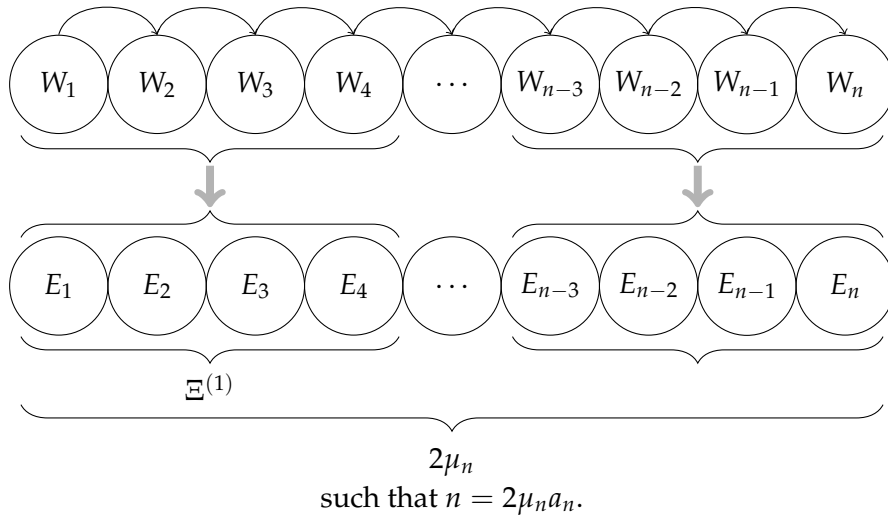 W₁ W₂ W₃ W₄ ⋯ Wₙ₋₃ Wₙ₋₂ Wₙ₋₁ Wₙ
E₁ E₂ E₃ E₄ ⋯ Eₙ₋₃ Eₙ₋₂ Eₙ₋₁ Eₙ
Ξ⁽¹⁾
2μₙ
such that n = 2μₙaₙ.